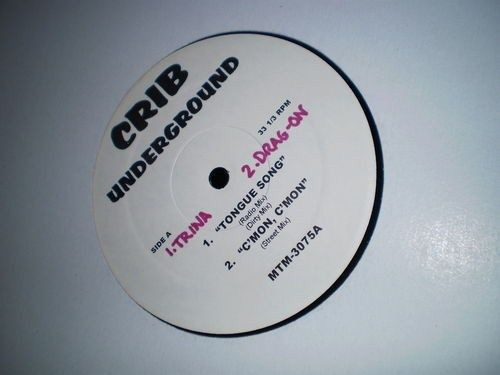 CRIB
UNDERGROUND
33 1/3 RPM
SIDE A
1. TRINA
2. DRAG-ON
1. "TONGUE SONG"
(Radio Mix)
(Dirty Mix)
2. "C'MON, C'MON"
(Street Mix)
MTM-3075A